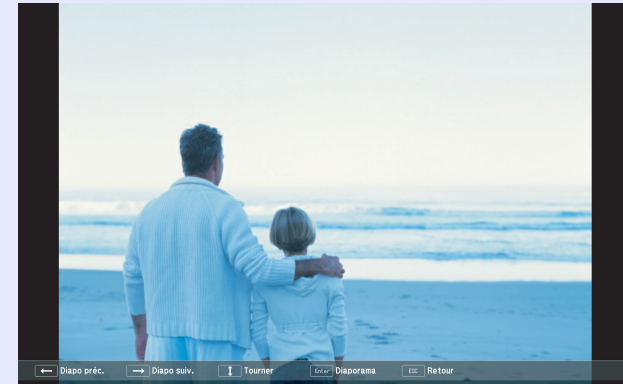 ← Diapo préc. → Diapo suiv. ↕ Tourner Enter Diaporama ESC Retour